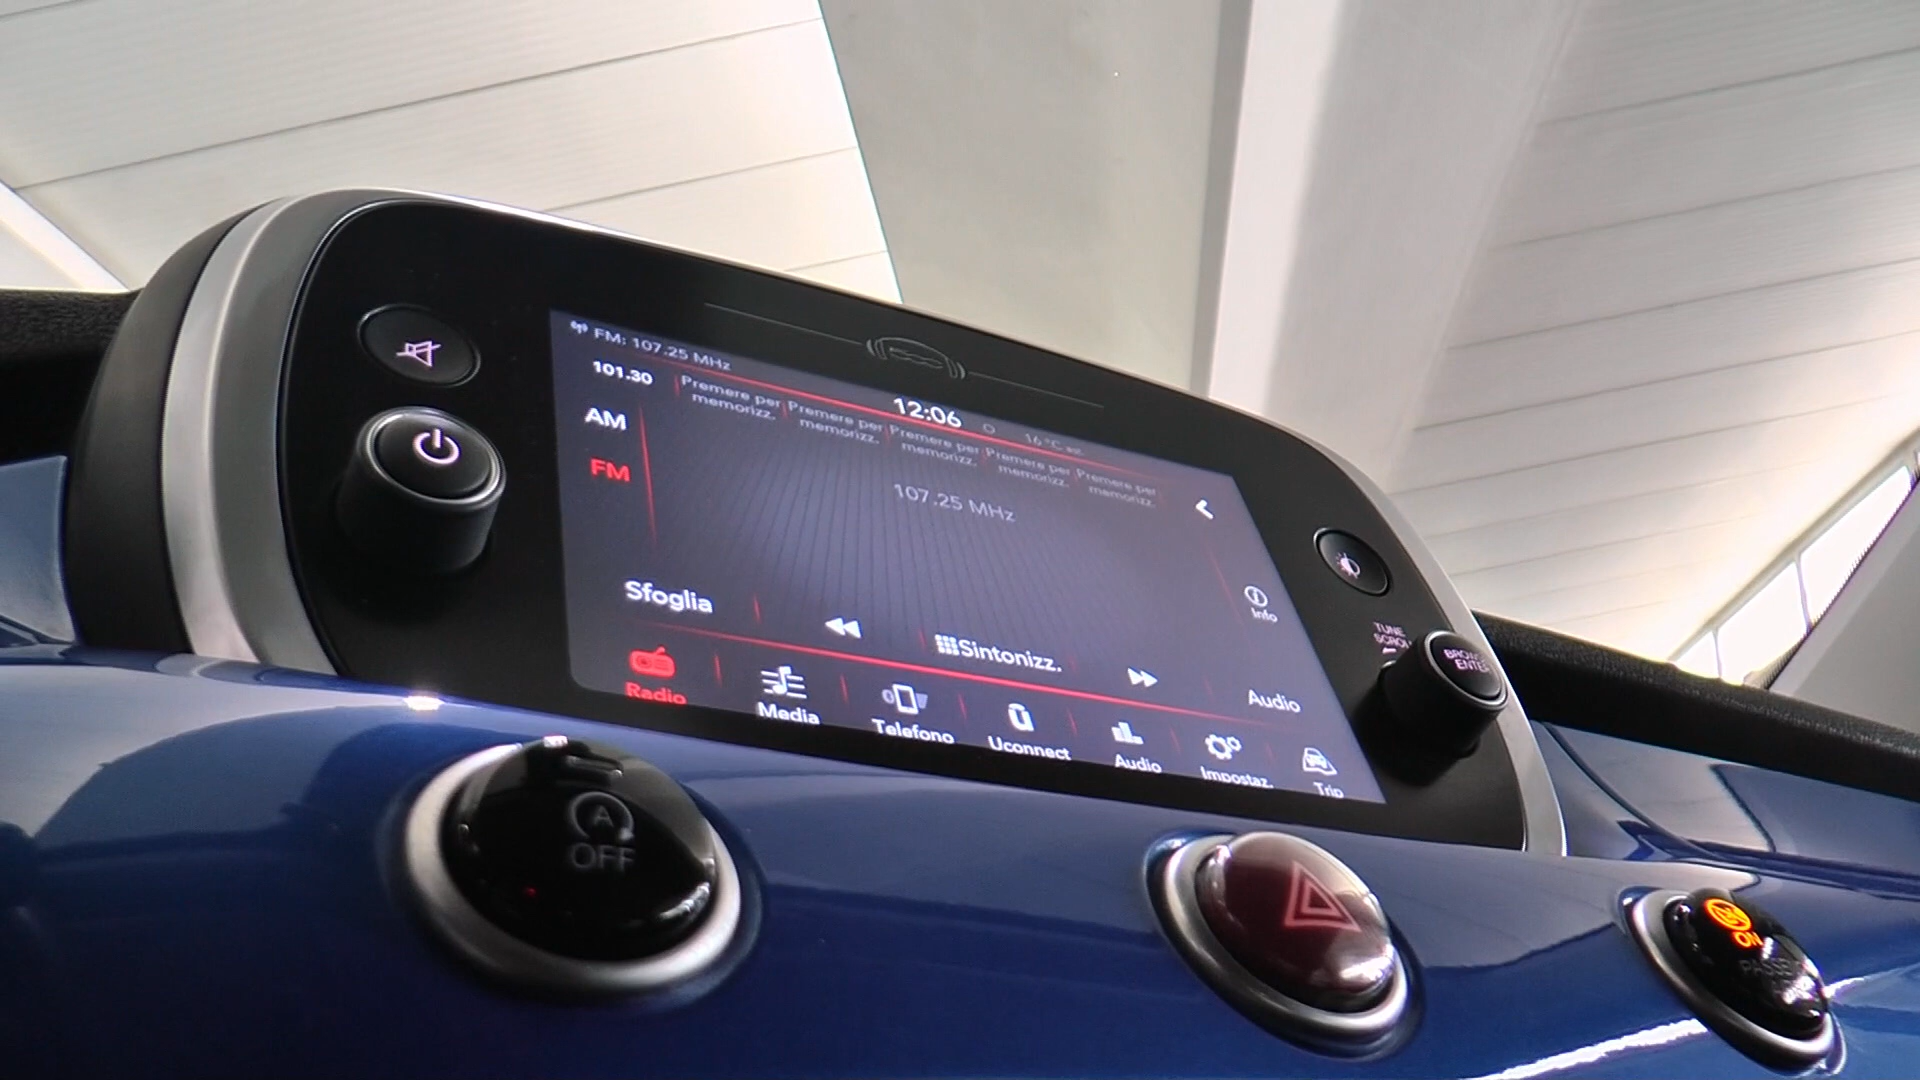 FM: 107.25 MHz
12:06
16°C est.
101.30
Premere per
memorizz.
Premere per
memorizz.
Premere per
memorizz.
Premere per
memorizz.
Premere per
memorizz.
AM
FM
107.25 MHz
Info
Sfoglia
Sintonizz.
Audio
Radio
Media
Telefono
Uconnect
Audio
Impostaz.
Trip
TUNE
SCROLL
BROWSE
ENTER
A
OFF
ON